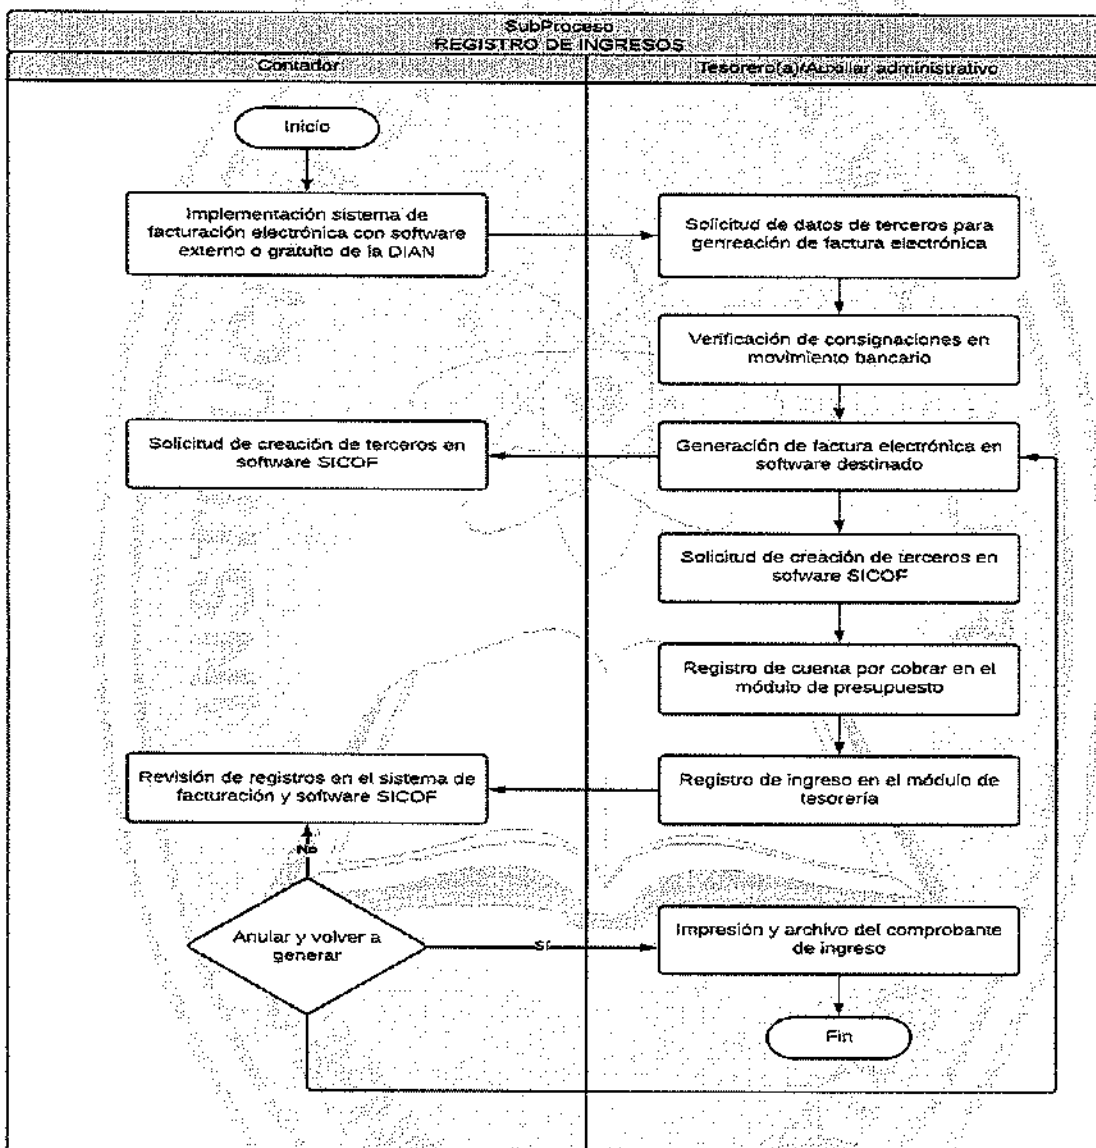 SubProceso
REGISTRO DE INGRESOS
Contador
Tesorero(a)/Auxiliar administrativo
Inicio
Implementación sistema de
facturación electrónica con software
externo o gratuito de la DIAN
Solicitud de datos de terceros para
genreación de factura electrónica
Verificación de consignaciones en
movimiento bancario
Solicitud de creación de terceros en
software SICOF
Generación de factura electrónica en
software destinado
Solicitud de creación de terceros en
sofware SICOF
Registro de cuenta por cobrar en el
módulo de presupuesto
Revisión de registros en el sistema de
facturación y software SICOF
Registro de ingreso en el módulo de
tesorería
No
Anular y volver a
generar
Sí
Impresión y archivo del comprobante
de ingreso
Fin